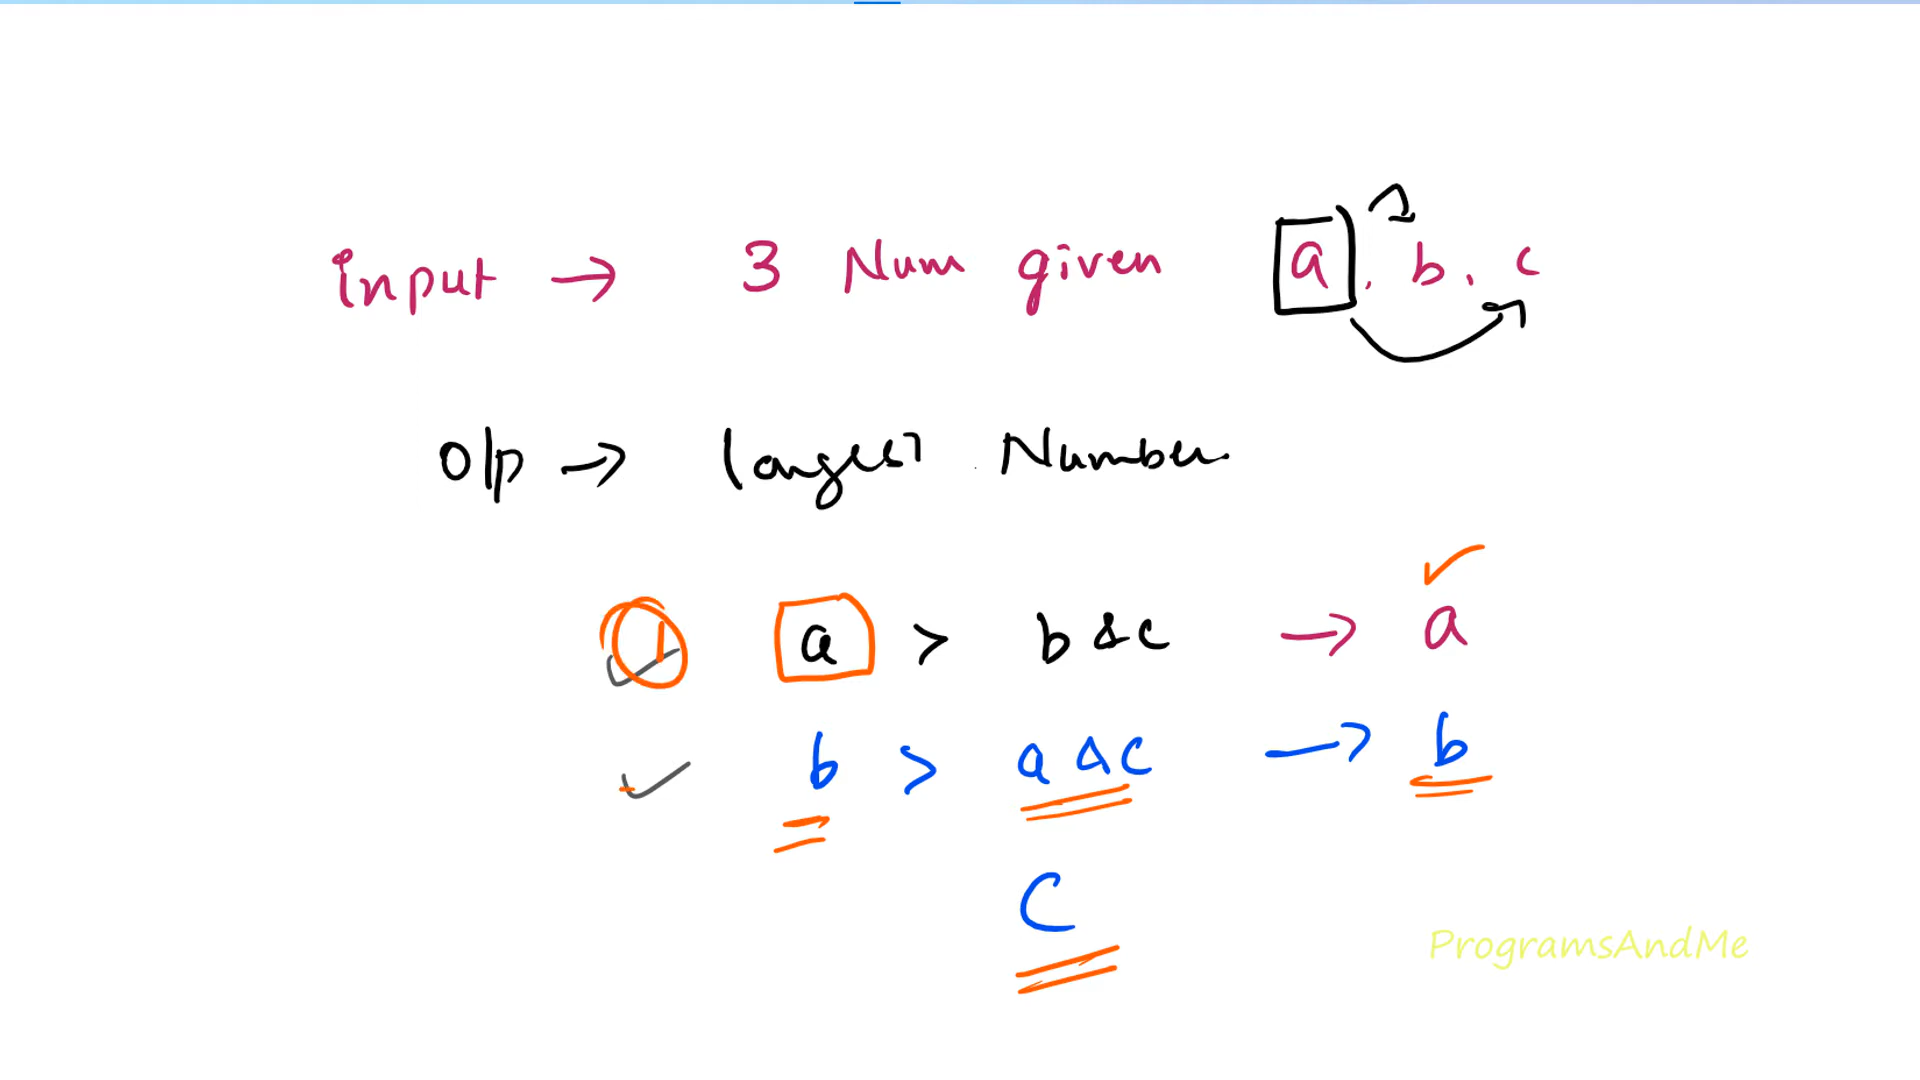 input → 3 Num given a, b, c
O/p → largest Number
1 a > b & c → a
b > a & c → b
C
ProgramsAndMe